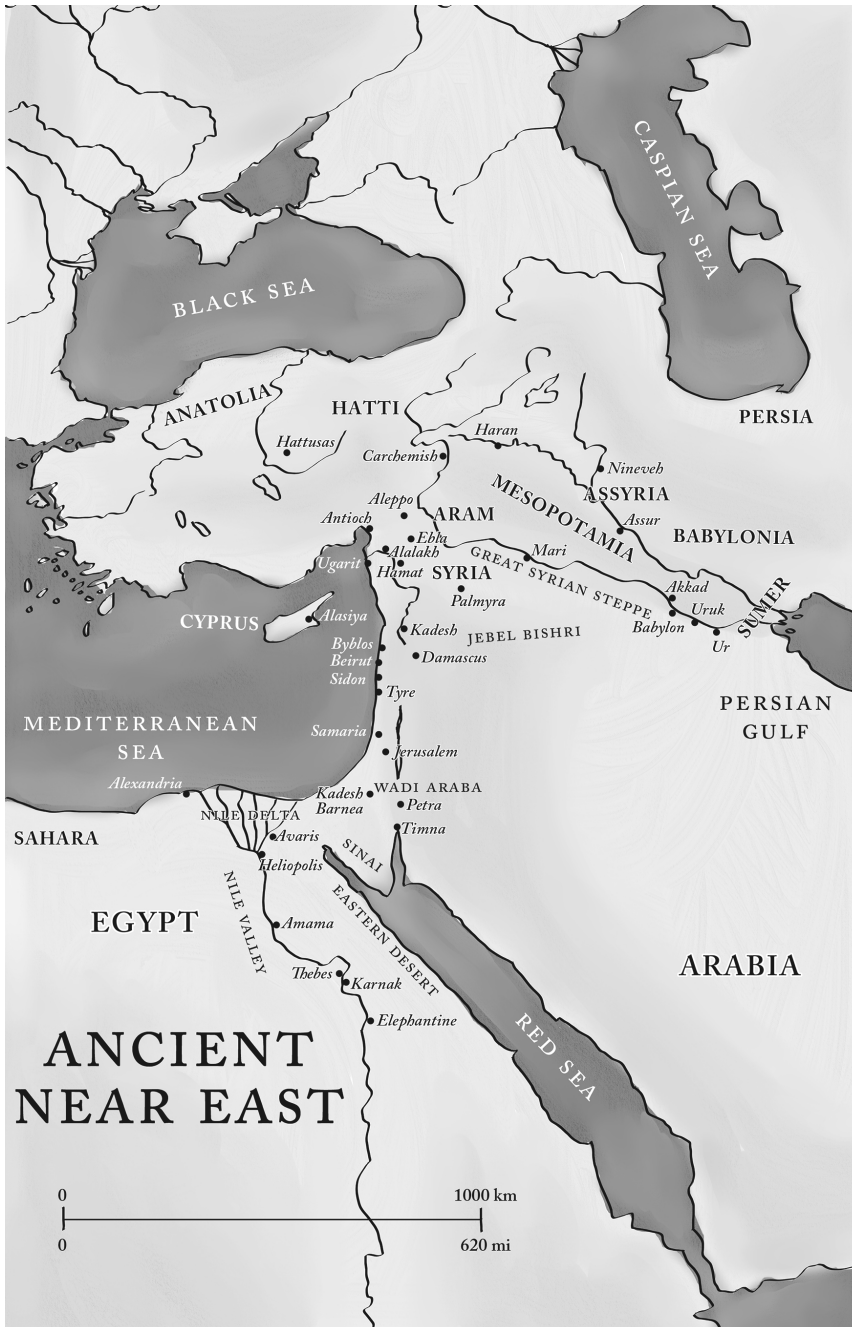 CASPIAN SEA
BLACK SEA
ANATOLIA
HATTI
PERSIA
Hattusas
Haran
Carchemish
Nineveh
MESOPOTAMIA
ASSYRIA
Aleppo
ARAM
Antioch
Assur
BABYLONIA
Ebla
Alalakh
Mari
Ugarit
Hamat
SYRIA
GREAT SYRIAN STEPPE
Palmyra
Akkad
Uruk
SUMER
CYPRUS
Alasiya
Kadesh
JEBEL BISHRI
Babylon
Ur
Byhlos
Beirut
Damascus
Sidon
Tyre
PERSIAN
GULF
MEDITERRANEAN
SEA
Samaria
Jerusalem
Alexandria
Kadesh
Barnea
WADI ARABA
Petra
NILE DELTA
SAHARA
Avaris
Timna
SINAI
Heliopolis
NILE VALLEY
EASTERN DESERT
EGYPT
Amama
Thebes
Karnak
ARABIA
Elephantine
RED SEA
ANCIENT
NEAR EAST
0
1000 km
0
620 mi